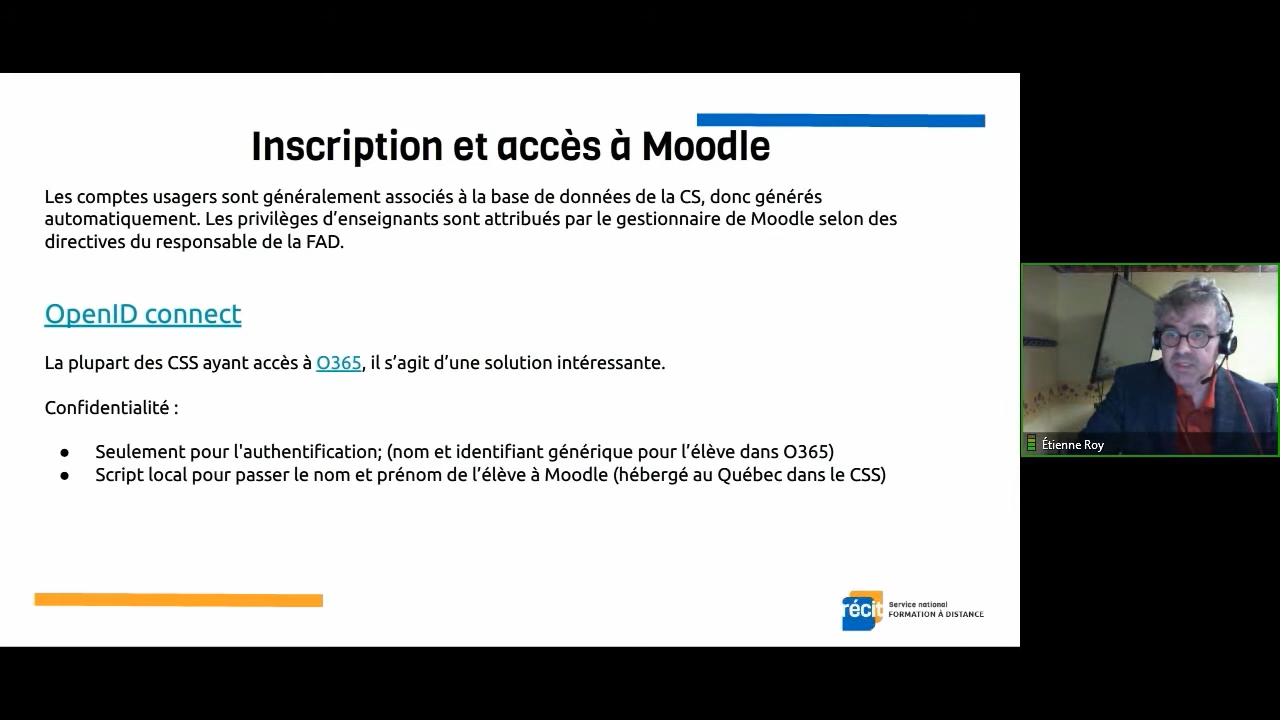 Inscription et accès à Moodle
Les comptes usagers sont généralement associés à la base de données de la CS, donc générés
automatiquement. Les privilèges d’enseignants sont attribués par le gestionnaire de Moodle selon des
directives du responsable de la FAD.
OpenID connect
La plupart des CSS ayant accès à O365, il s’agit d’une solution intéressante.
Confidentialité :
● Seulement pour l'authentification; (nom et identifiant générique pour l’élève dans O365)
● Script local pour passer le nom et prénom de l’élève à Moodle (hébergé au Québec dans le CSS)
récit
Service national
FORMATION À DISTANCE
Étienne Roy